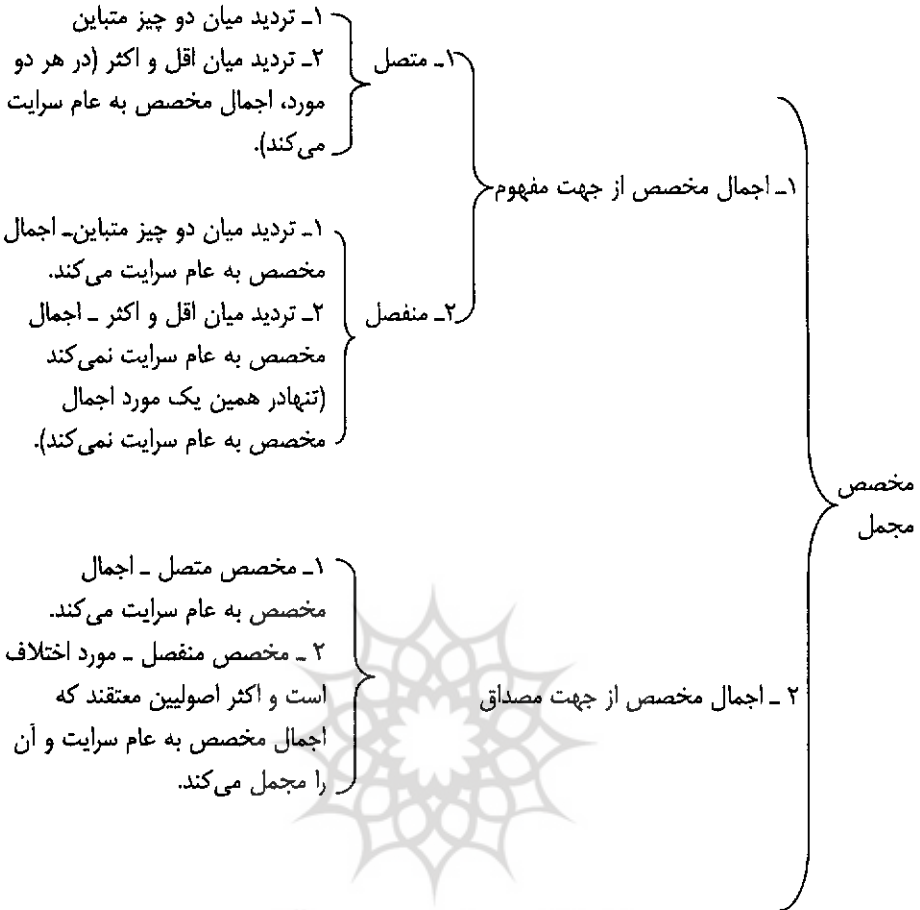 مخصص
مجمل
۱ـ اجمال مخصص از جهت مفهوم
۱ـ متصل
۱ـ تردید میان دو چیز متباین
۲ـ تردید میان اقل و اکثر (در هر دو
مورد، اجمال مخصص به عام سرایت
می‌کند).
۲ـ منفصل
۱ـ تردید میان دو چیز متباین ـ اجمال
مخصص به عام سرایت می‌کند.
۲ـ تردید میان اقل و اکثر ـ اجمال
مخصص به عام سرایت نمی‌کند
(تنهادر همین یک مورد اجمال
مخصص به عام سرایت نمی‌کند).
۲ ـ اجمال مخصص از جهت مصداق
۱ـ مخصص متصل ـ اجمال
مخصص به عام سرایت می‌کند.
۲ ـ مخصص منفصل ـ مورد اختلاف
است و اکثر اصولیین معتقند که
اجمال مخصص به عام سرایت و آن
را مجمل می‌کند.